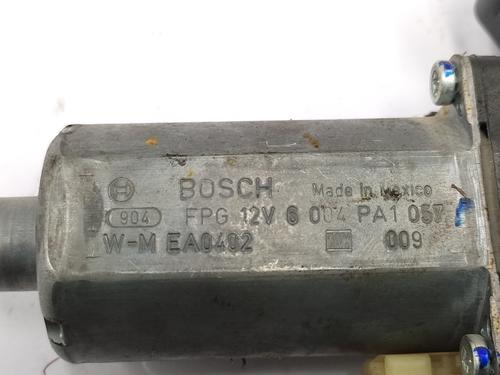 BOSCH Made in Mexico
904 FPG 12V 6 004 PA1 057
W-M EA0402 009